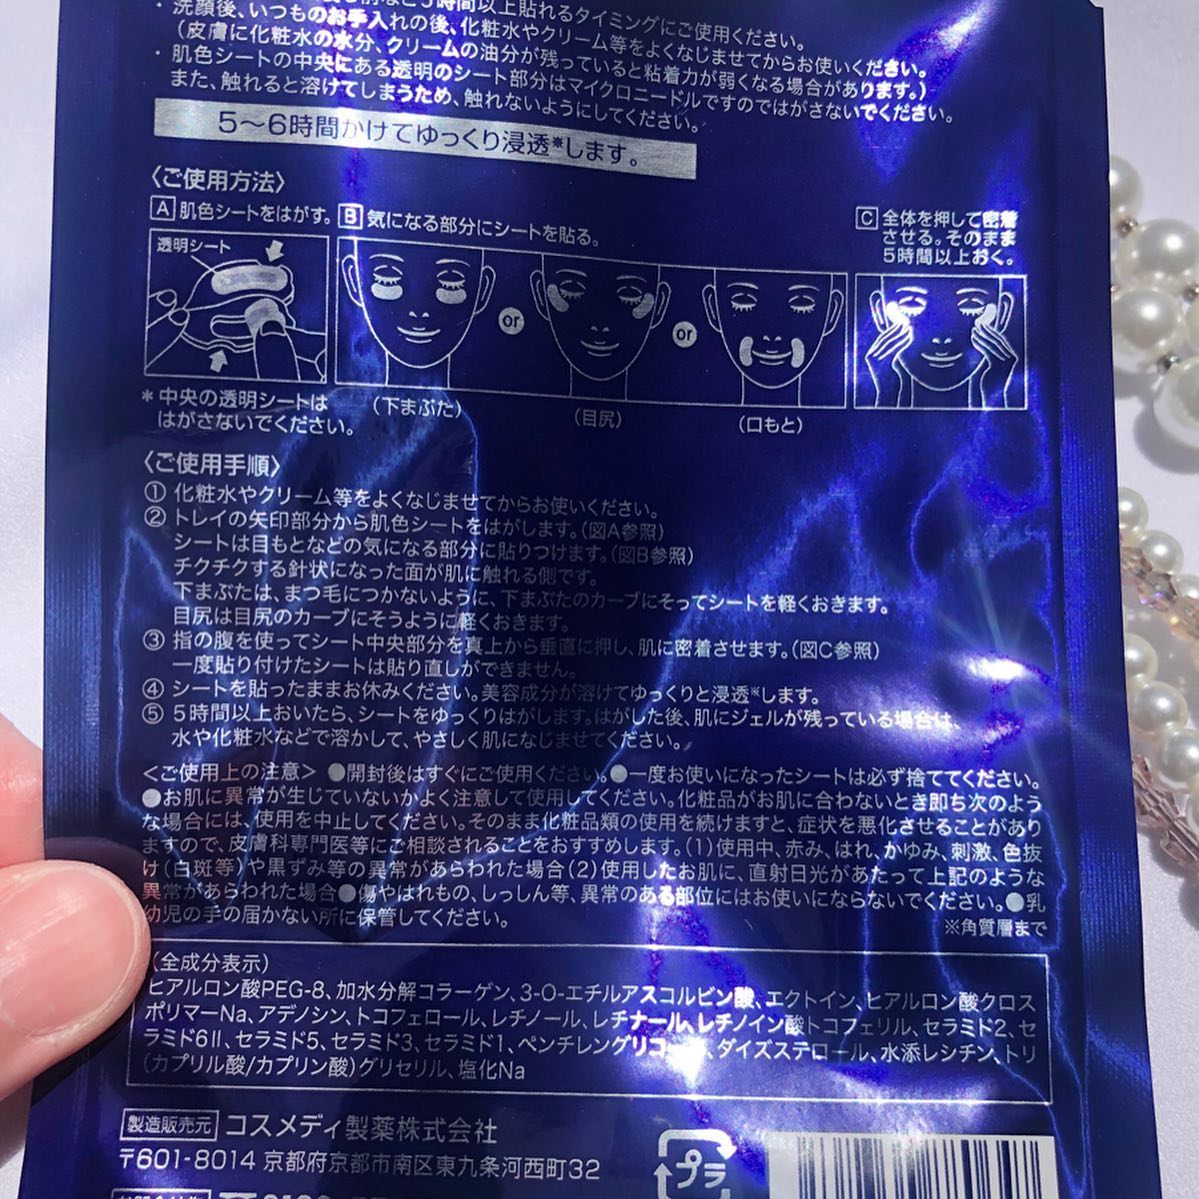 5時間以上貼れるタイミングにご使用ください。
・洗顔後、いつものお手入れの後、化粧水やクリーム等をよくなじませてからお使いください。
(皮膚に化粧水の水分、クリームの油分が残っていると粘着力が弱くなる場合があります。)
・肌色シートの中央にある透明のシート部分はマイクロニードルですのではがさないでください。
また、触れると溶けてしまうため、触れないようにしてください。
5〜6時間かけてゆっくり浸透※します。
〈ご使用方法〉
A 肌色シートをはがす。
透明シート
*中央の透明シートは
はがさないでください。
B 気になる部分にシートを貼る。
or
or
(下まぶた)
(目尻)
(口もと)
C 全体を押して密着
させる。そのまま
5時間以上おく。
〈ご使用手順〉
① 化粧水やクリーム等をよくなじませてからお使いください。
② トレイの矢印部分から肌色シートをはがします。(図A参照)
シートは目もとなどの気になる部分に貼りつけます。(図B参照)
チクチクする針状になった面が肌に触れる側です。
下まぶたは、まつ毛につかないように、下まぶたのカーブにそってシートを軽くおきます。
目尻は目尻のカーブにそうように軽くおきます。
③ 指の腹を使ってシート中央部分を真上から垂直に押し、肌に密着させます。(図C参照)
一度貼り付けたシートは貼り直しができません。
④ シートを貼ったままお休みください。美容成分が溶けてゆっくりと浸透※します。
⑤ 5時間以上おいたら、シートをゆっくりはがします。はがした後、肌にジェルが残っている場合は、
水や化粧水などで溶かして、やさしく肌になじませてください。
<ご使用上の注意> ●開封後はすぐにご使用ください。●一度お使いになったシートは必ず捨ててください。
●お肌に異常が生じていないかよく注意して使用してください。化粧品がお肌に合わないとき即ち次のよう
な場合には、使用を中止してください。そのまま化粧品類の使用を続けますと、症状を悪化させることがあり
ますので、皮膚科専門医等にご相談されることをおすすめします。(1)使用中、赤み、はれ、かゆみ、刺激、色抜
け(白斑等)や黒ずみ等の異常があらわれた場合(2)使用したお肌に、直射日光があたって上記のような
異常があらわれた場合●傷やはれもの、しっしん等、異常のある部位にはお使いにならないでください。●乳
幼児の手の届かない所に保管してください。
※角質層まで
(全成分表示)
ヒアルロン酸PEG-8、加水分解コラーゲン、3-O-エチルアスコルビン酸、エクトイン、ヒアルロン酸クロス
ポリマーNa、アデノシン、トコフェロール、レチノール、レチナール、レチノイン酸トコフェリル、セラミド2、セ
ラミド6Ⅱ、セラミド5、セラミド3、セラミド1、ペンチレングリコール、ダイズステロール、水添レシチン、トリ
(カプリル酸/カプリン酸)グリセリル、塩化Na
製造販売元 コスメディ製薬株式会社
〒601-8014 京都府京都市南区東九条河西町32
プラ